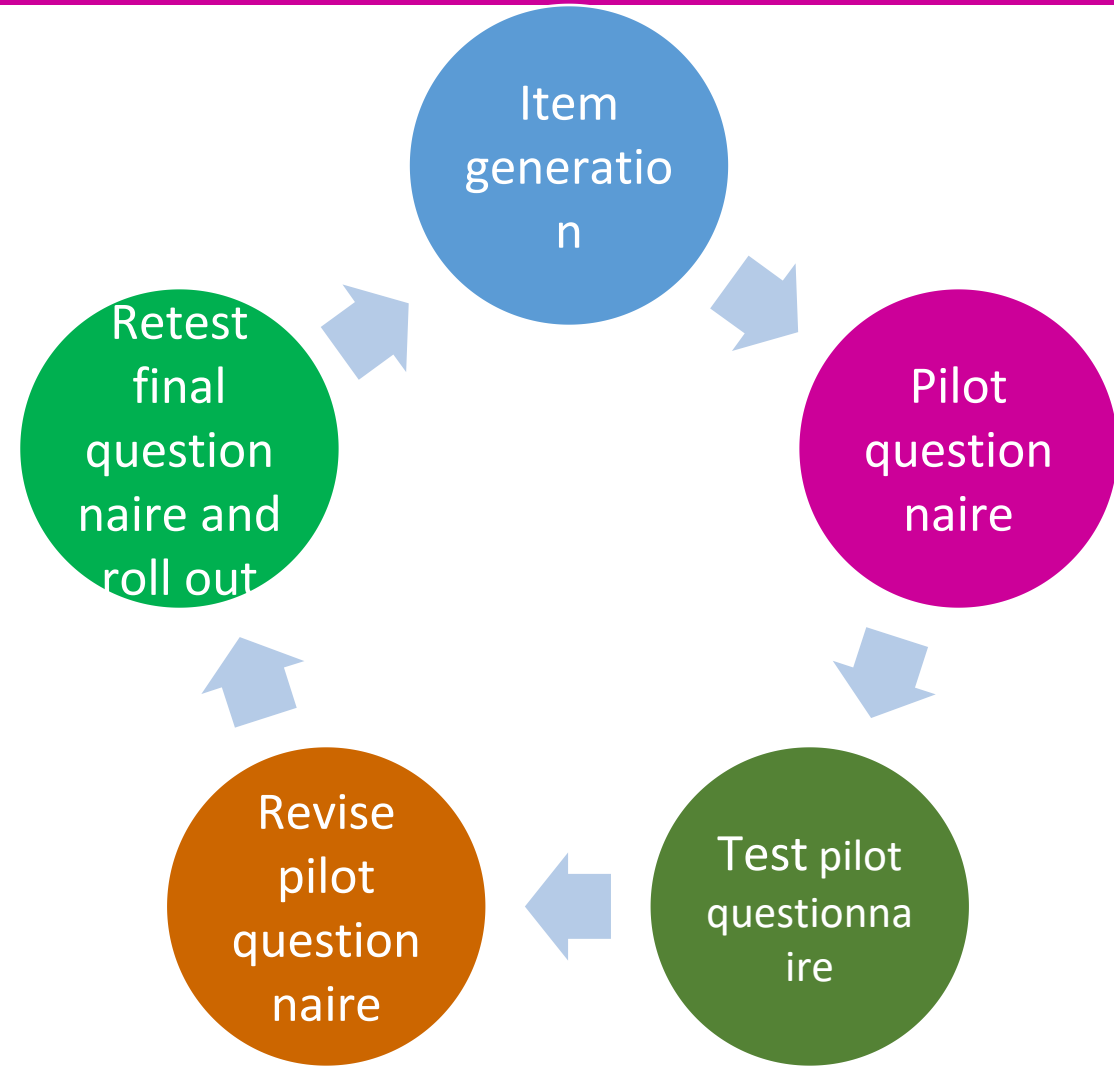 Item
generatio
n
Pilot
question
naire
Test pilot
questionna
ire
Revise
pilot
question
naire
Retest
final
question
naire and
roll out